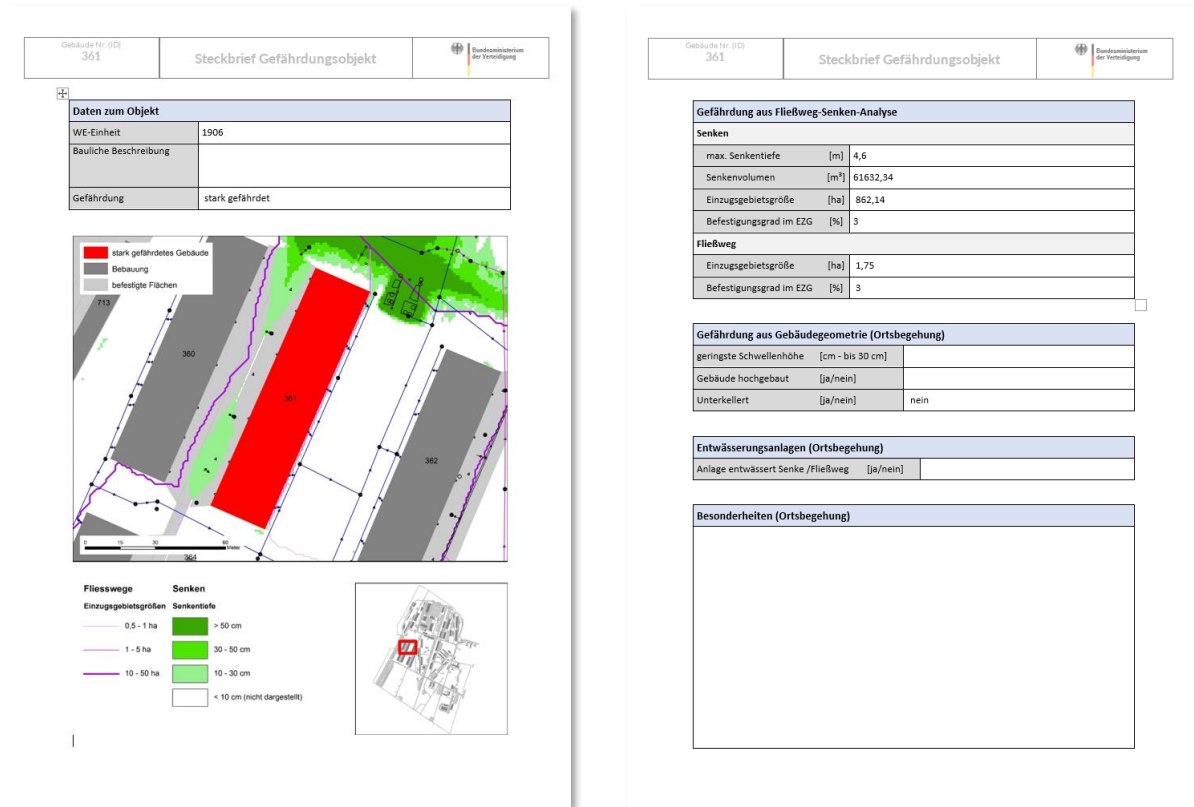 Gebäude Nr. (ID)
361
Steckbrief Gefährdungsobjekt
Bundesministerium
der Verteidigung
Daten zum Objekt
WE-Einheit 1906
Bauliche Beschreibung
Gefährdung stark gefährdet
stark gefährdetes Gebäude
Bebauung
befestigte Flächen
713
360
361
362
364
0 15 30 60
Meter
Fliesswege
Einzugsgebietsgrößen
0,5 - 1 ha
1 - 5 ha
10 - 50 ha
Senken
Senkentiefe
> 50 cm
30 - 50 cm
10 - 30 cm
< 10 cm (nicht dargestellt)
Gebäude Nr. (ID)
361
Steckbrief Gefährdungsobjekt
Bundesministerium
der Verteidigung
Gefährdung aus Fließweg-Senken-Analyse
Senken
max. Senkentiefe [m] 4,6
Senkenvolumen [m³] 61632,34
Einzugsgebietsgröße [ha] 862,14
Befestigungsgrad im EZG [%] 3
Fließweg
Einzugsgebietsgröße [ha] 1,75
Befestigungsgrad im EZG [%] 3
Gefährdung aus Gebäudegeometrie (Ortsbegehung)
geringste Schwellenhöhe [cm - bis 30 cm]
Gebäude hochgebaut [ja/nein]
Unterkellert [ja/nein] nein
Entwässerungsanlagen (Ortsbegehung)
Anlage entwässert Senke /Fließweg [ja/nein]
Besonderheiten (Ortsbegehung)